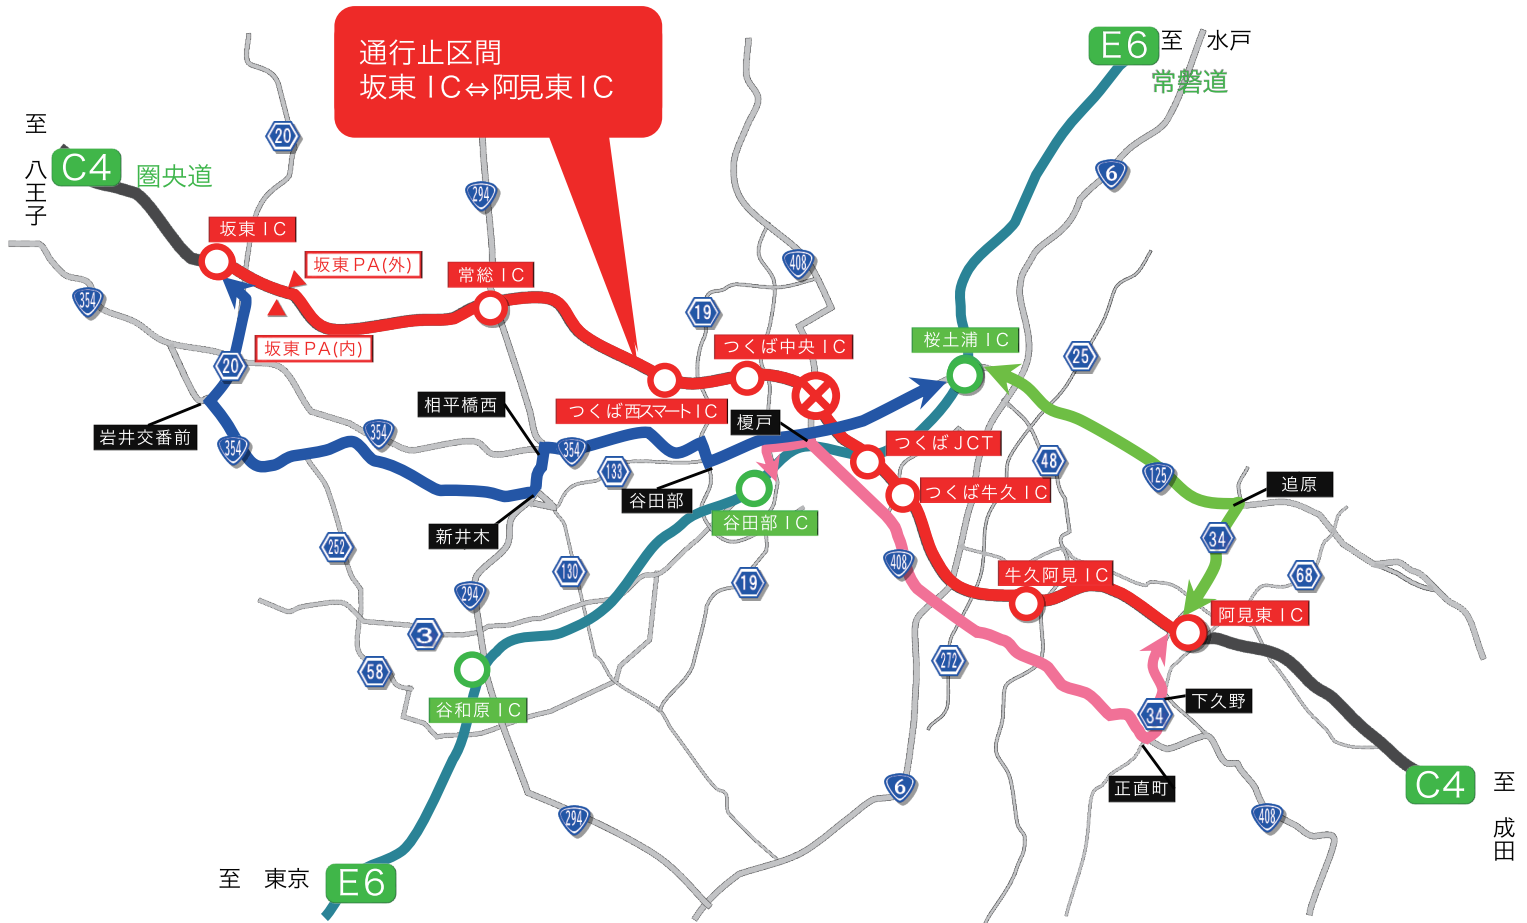 通行止区間
坂東IC⇔阿見東IC
E6
至 水戸
常磐道
至 八王子
C4
圏央道
20
294
6
坂東IC
坂東PA(外)
常総IC
408
354
19
坂東PA(内)
つくば中央IC
桜土浦IC
25
20
相平橋西
つくば西スマートIC
榎戸
岩井交番前
354
354
354
つくばJCT
48
133
125
谷田部
つくば牛久IC
追原
新井木
谷田部IC
34
252
130
408
牛久阿見IC
68
19
294
阿見東IC
3
58
272
谷和原IC
下久野
34
正直町
6
C4
至 成田
294
408
至 東京
E6